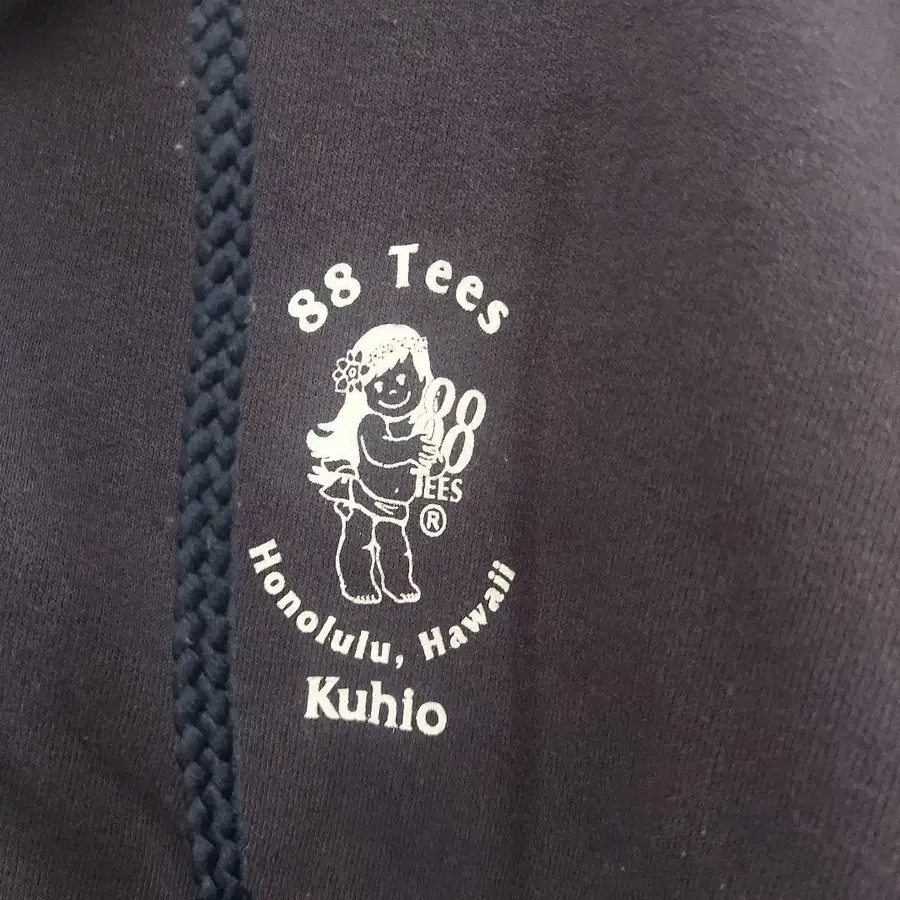 88 Tees
88
TEES
®
Honolulu, Hawaii
Kuhio